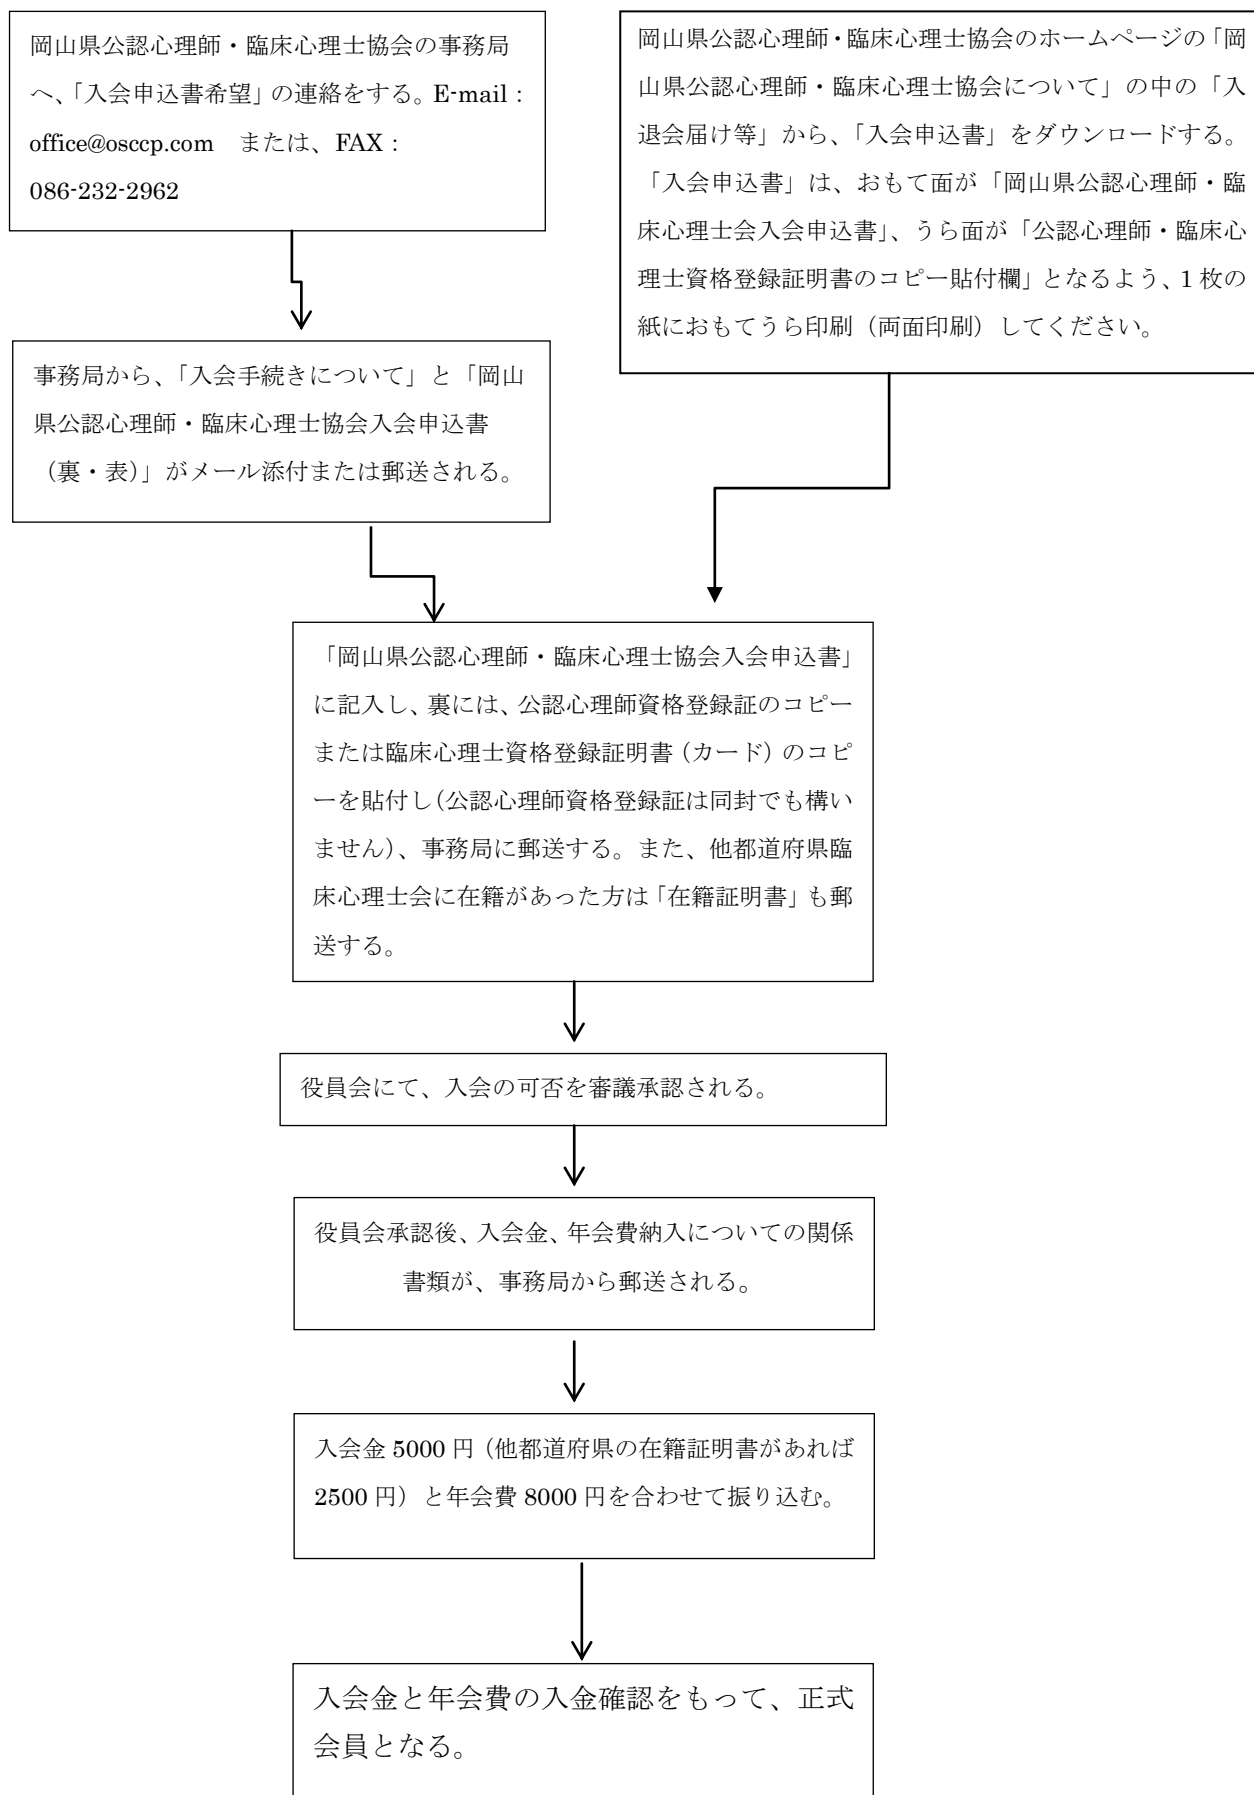 岡山県公認心理師・臨床心理士協会の事務局
へ、「入会申込書希望」の連絡をする。E-mail：
office@osccp.com　または、FAX：
086-232-2962
岡山県公認心理師・臨床心理士協会のホームページの「岡
山県公認心理師・臨床心理士協会について」の中の「入
退会届け等」から、「入会申込書」をダウンロードする。
「入会申込書」は、おもて面が「岡山県公認心理師・臨
床心理士会入会申込書」、うら面が「公認心理師・臨床心
理士資格登録証明書のコピー貼付欄」となるよう、1 枚の
紙におもてうら印刷（両面印刷）してください。
事務局から、「入会手続きについて」と「岡山
県公認心理師・臨床心理士協会入会申込書
（裏・表）」がメール添付または郵送される。
「岡山県公認心理師・臨床心理士協会入会申込書」
に記入し、裏には、公認心理師資格登録証のコピー
または臨床心理士資格登録証明書（カード）のコピ
ーを貼付し（公認心理師資格登録証は同封でも構い
ません）、事務局に郵送する。また、他都道府県臨
床心理士会に在籍があった方は「在籍証明書」も郵
送する。
役員会にて、入会の可否を審議承認される。
役員会承認後、入会金、年会費納入についての関係
書類が、事務局から郵送される。
入会金 5000 円（他都道府県の在籍証明書があれば
2500 円）と年会費 8000 円を合わせて振り込む。
入会金と年会費の入金確認をもって、正式
会員となる。